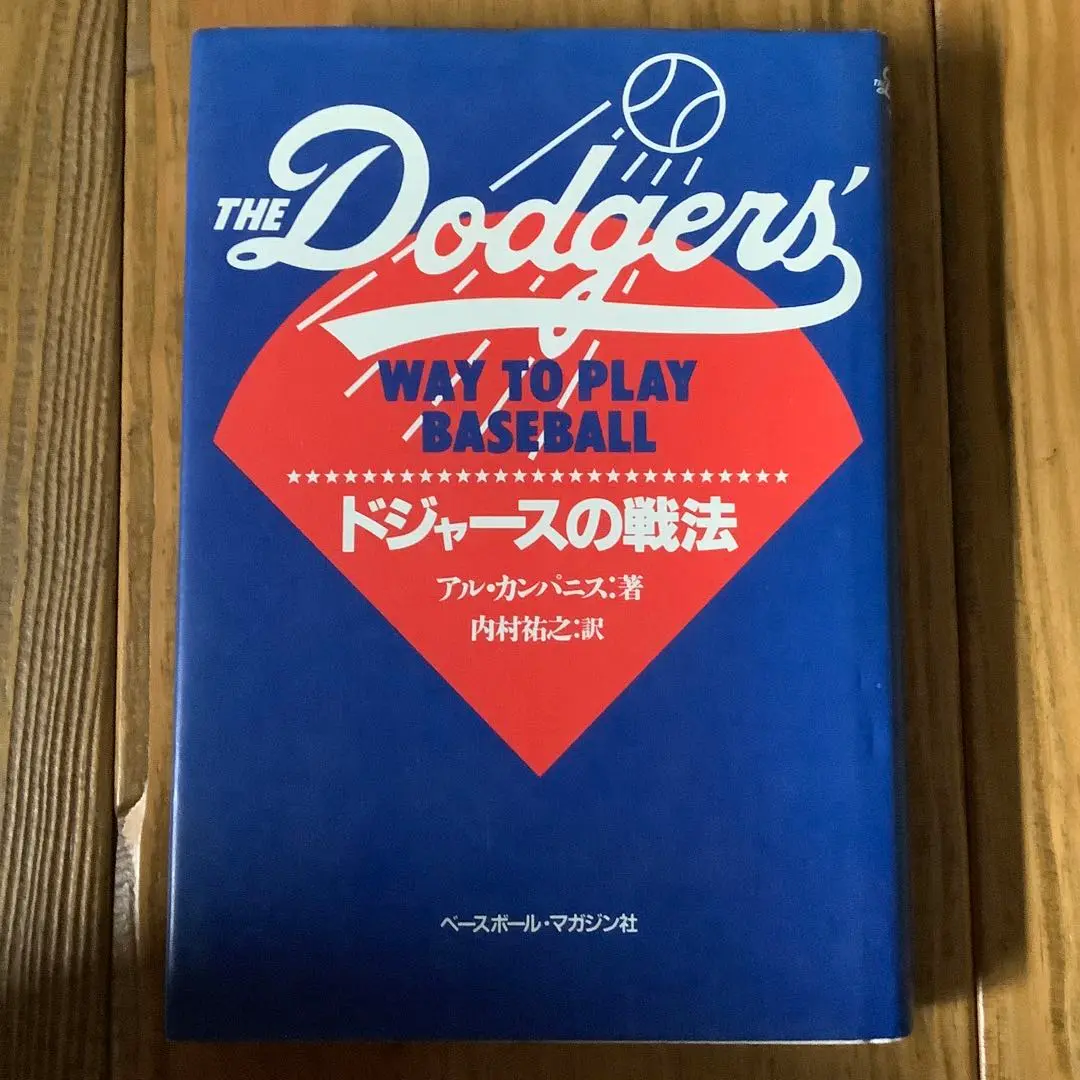 THE Dodgers'
WAY TO PLAY
BASEBALL
ドジャースの戦法
アル・カンパニス:著
内村祐之:訳
ベースボール・マガジン社